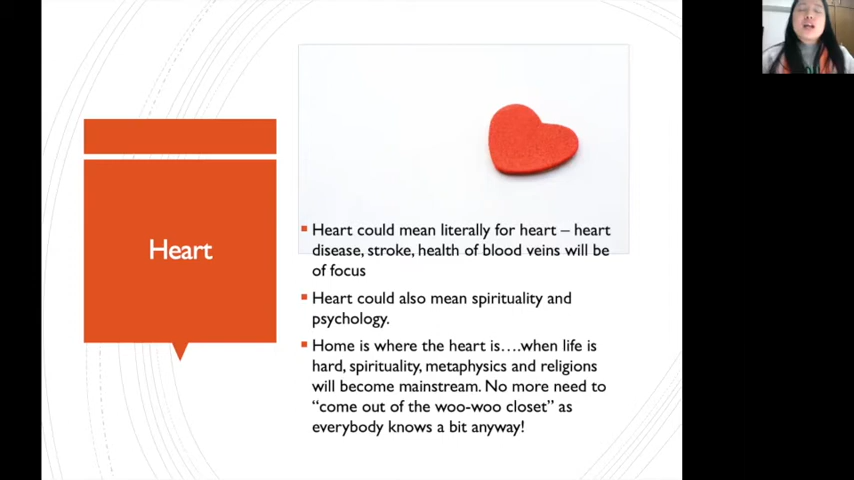 Heart
Heart could mean literally for heart – heart
disease, stroke, health of blood veins will be
of focus
Heart could also mean spirituality and
psychology.
Home is where the heart is….when life is
hard, spirituality, metaphysics and religions
will become mainstream. No more need to
“come out of the woo-woo closet” as
everybody knows a bit anyway!